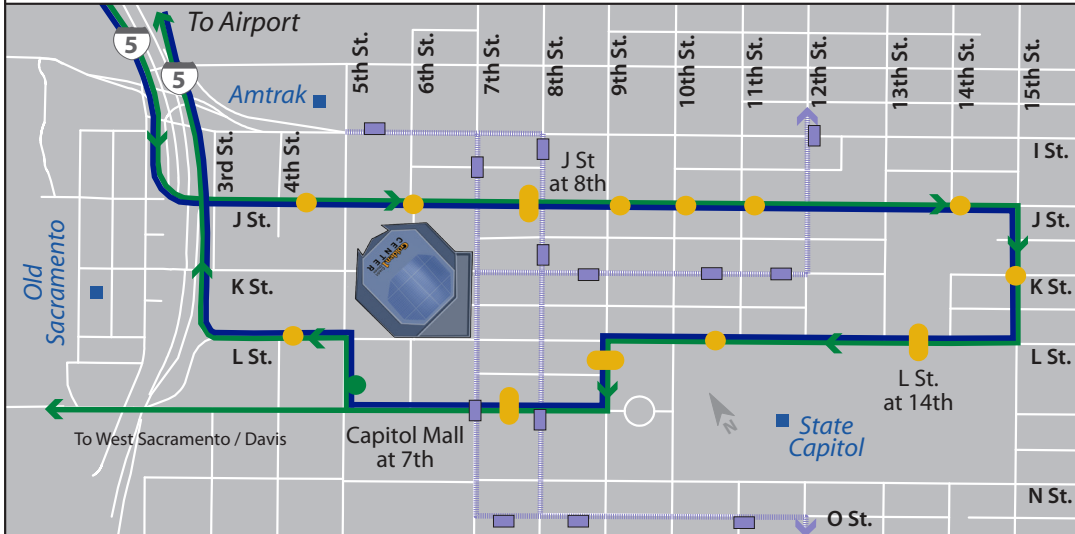 To Airport
5
5
Amtrak
3rd St.
4th St.
5th St.
6th St.
7th St.
8th St.
9th St.
10th St.
11th St.
12th St.
13th St.
14th St.
15th St.
I St.
J St
at 8th
J St.
J St.
Golden 1
CENTER
Old
Sacramento
K St.
K St.
L St.
L St.
L St.
at 14th
To West Sacramento / Davis
Capitol Mall
at 7th
N
State
Capitol
N St.
O St.